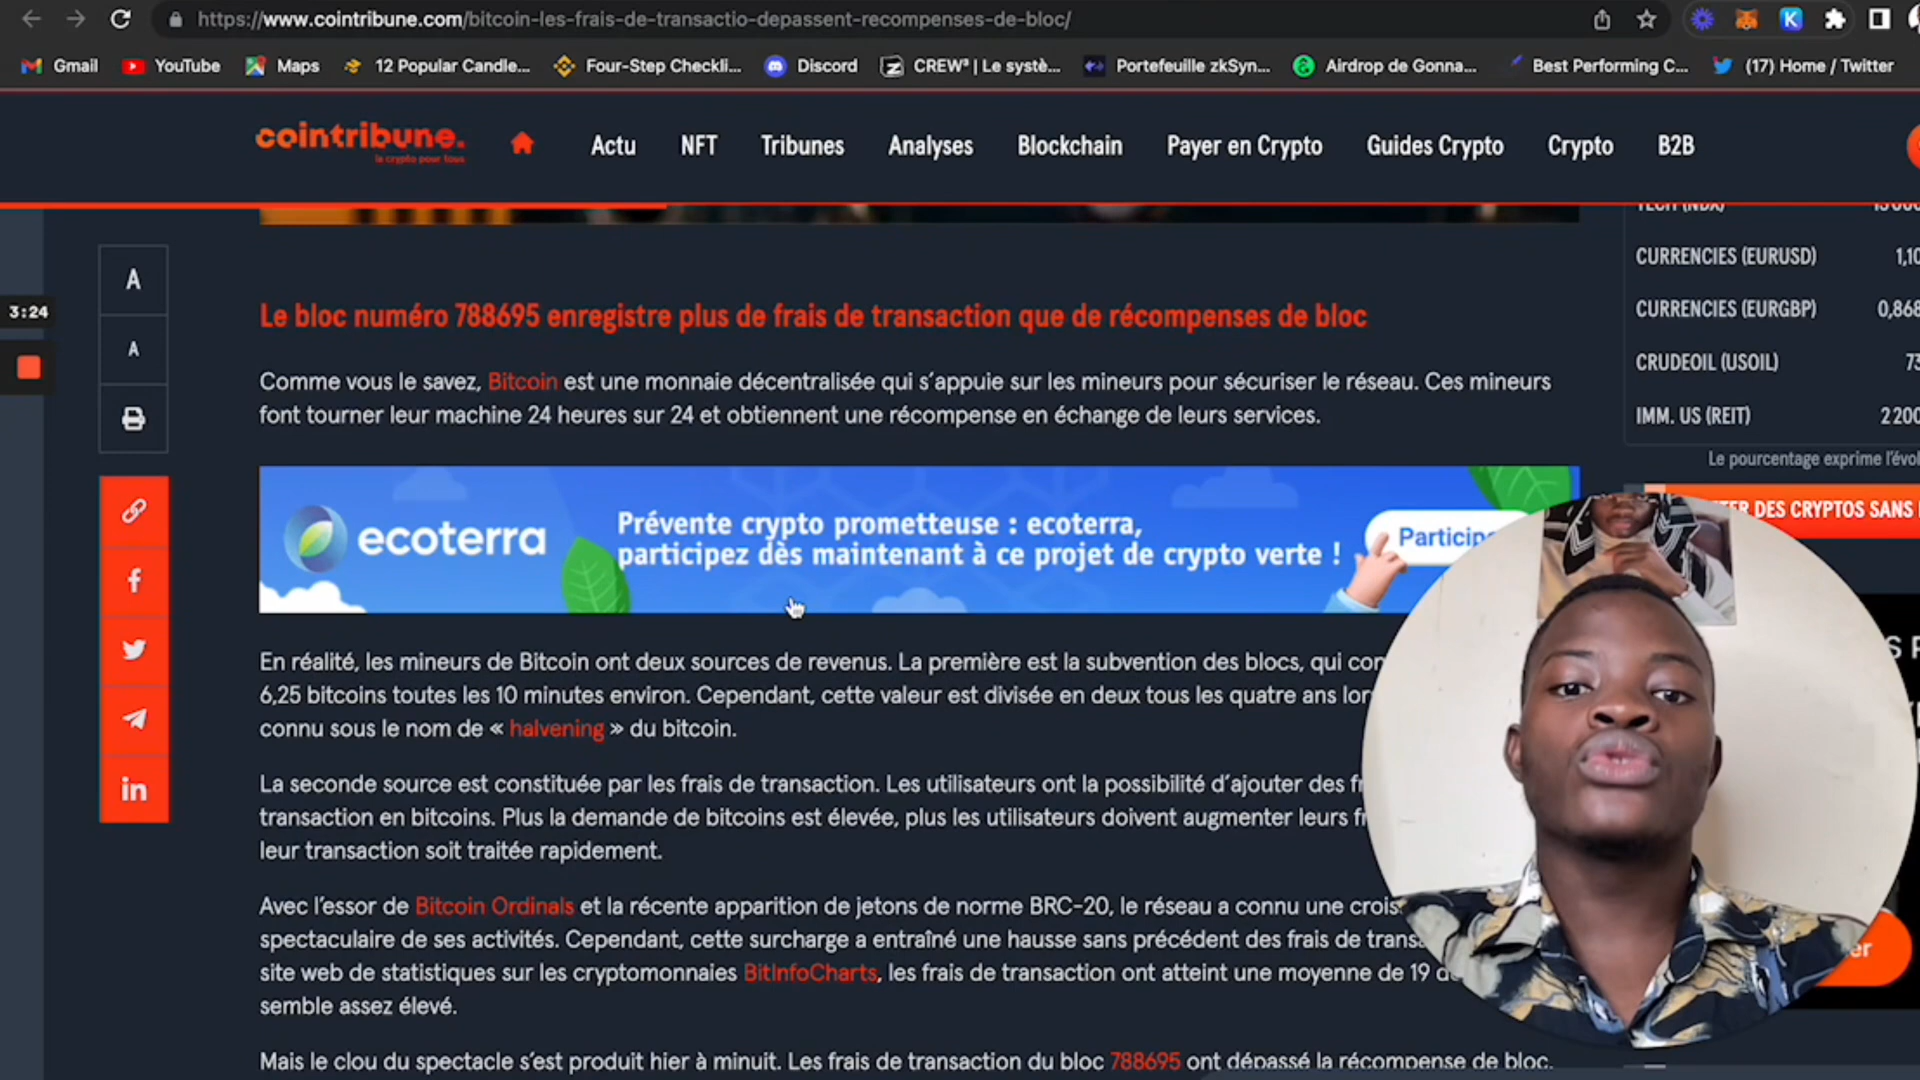 https://www.cointribune.com/bitcoin-les-frais-de-transactio-depassent-recompenses-de-bloc/
Gmail YouTube Maps 12 Popular Candle... Four-Step Checkli... Discord CREW³ | Le systè... Portefeuille zkSyn... Airdrop de Gonna... Best Performing C... (17) Home / Twitter
cointribune.
la crypto pour tous
Actu NFT Tribunes Analyses Blockchain Payer en Crypto Guides Crypto Crypto B2B
TECH (NDX)
CURRENCIES (EURUSD) 1,10
CURRENCIES (EURGBP) 0,868
CRUDEOIL (USOIL) 73
IMM. US (REIT) 2 200
Le pourcentage exprime l'évol
TER DES CRYPTOS SANS
3:24
A
A
Le bloc numéro 788695 enregistre plus de frais de transaction que de récompenses de bloc
Comme vous le savez, Bitcoin est une monnaie décentralisée qui s'appuie sur les mineurs pour sécuriser le réseau. Ces mineurs
font tourner leur machine 24 heures sur 24 et obtiennent une récompense en échange de leurs services.
ecoterra
Prévente crypto prometteuse : ecoterra,
participez dès maintenant à ce projet de crypto verte !
Participe
En réalité, les mineurs de Bitcoin ont deux sources de revenus. La première est la subvention des blocs, qui con
6,25 bitcoins toutes les 10 minutes environ. Cependant, cette valeur est divisée en deux tous les quatre ans lor
connu sous le nom de « halvening » du bitcoin.
La seconde source est constituée par les frais de transaction. Les utilisateurs ont la possibilité d'ajouter des fr
transaction en bitcoins. Plus la demande de bitcoins est élevée, plus les utilisateurs doivent augmenter leurs fr
leur transaction soit traitée rapidement.
Avec l'essor de Bitcoin Ordinals et la récente apparition de jetons de norme BRC-20, le réseau a connu une crois
spectaculaire de ses activités. Cependant, cette surcharge a entraîné une hausse sans précédent des frais de trans
site web de statistiques sur les cryptomonnaies BitInfoCharts, les frais de transaction ont atteint une moyenne de 19 d
semble assez élevé.
Mais le clou du spectacle s'est produit hier à minuit. Les frais de transaction du bloc 788695 ont dépassé la récompense de bloc.
in
er